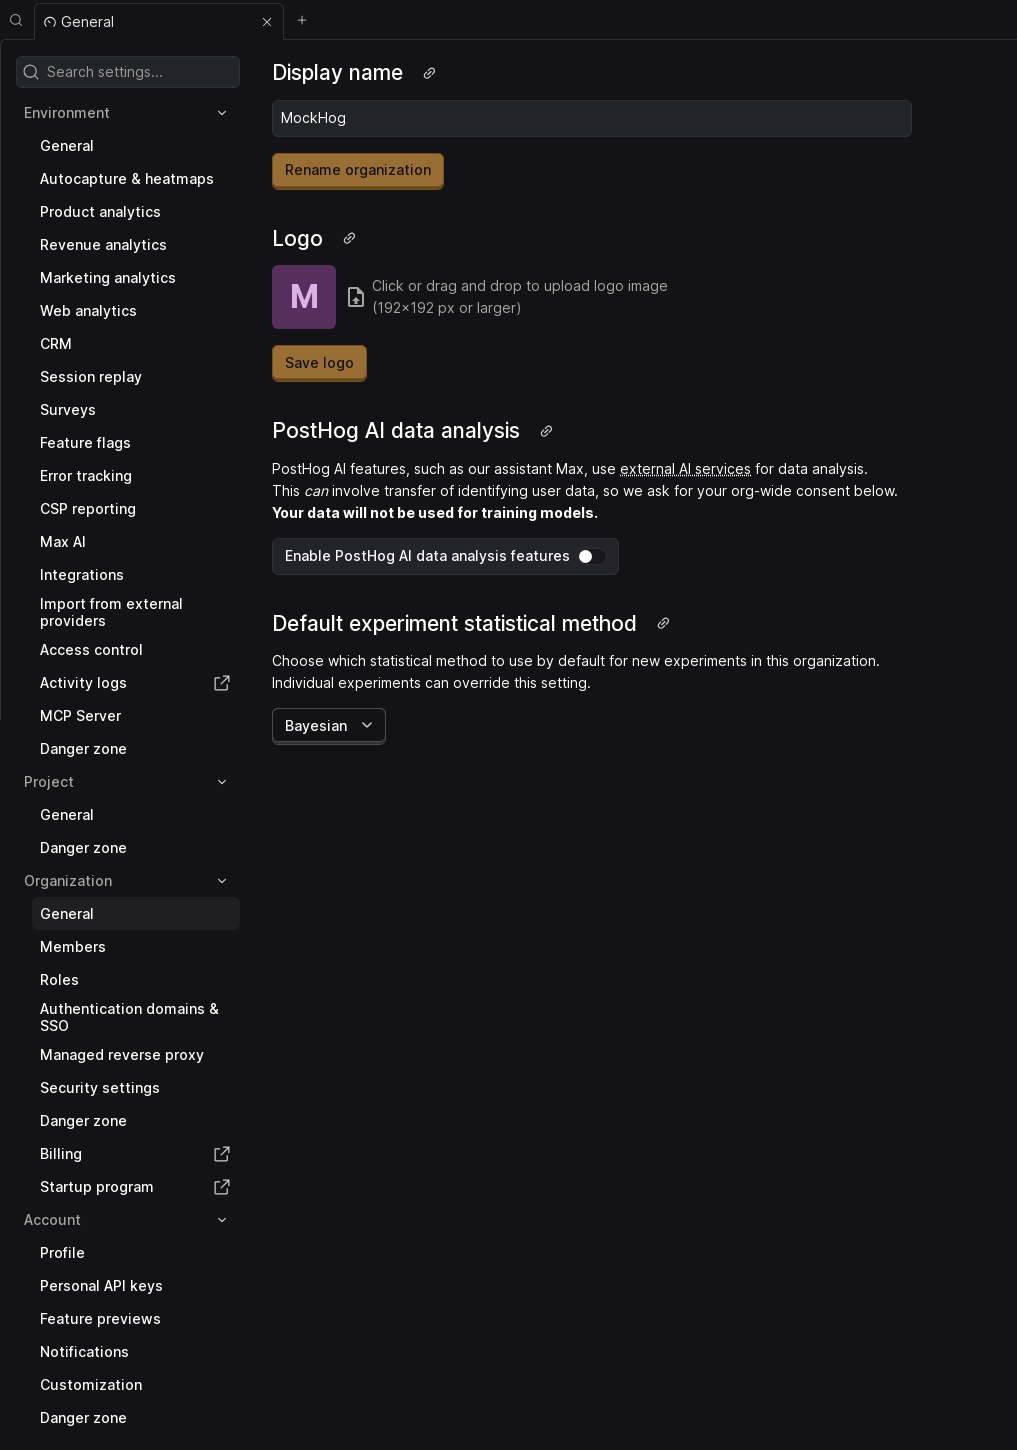 General
Search settings...
Environment
General
Autocapture & heatmaps
Product analytics
Revenue analytics
Marketing analytics
Web analytics
CRM
Session replay
Surveys
Feature flags
Error tracking
CSP reporting
Max AI
Integrations
Import from external
providers
Access control
Activity logs
MCP Server
Danger zone
Project
General
Danger zone
Organization
General
Members
Roles
Authentication domains &
SSO
Managed reverse proxy
Security settings
Danger zone
Billing
Startup program
Account
Profile
Personal API keys
Feature previews
Notifications
Customization
Danger zone
Display name
MockHog
Rename organization
Logo
M
Click or drag and drop to upload logo image
(192×192 px or larger)
Save logo
PostHog AI data analysis
PostHog AI features, such as our assistant Max, use external AI services for data analysis.
This can involve transfer of identifying user data, so we ask for your org-wide consent below.
Your data will not be used for training models.
Enable PostHog AI data analysis features
Default experiment statistical method
Choose which statistical method to use by default for new experiments in this organization.
Individual experiments can override this setting.
Bayesian